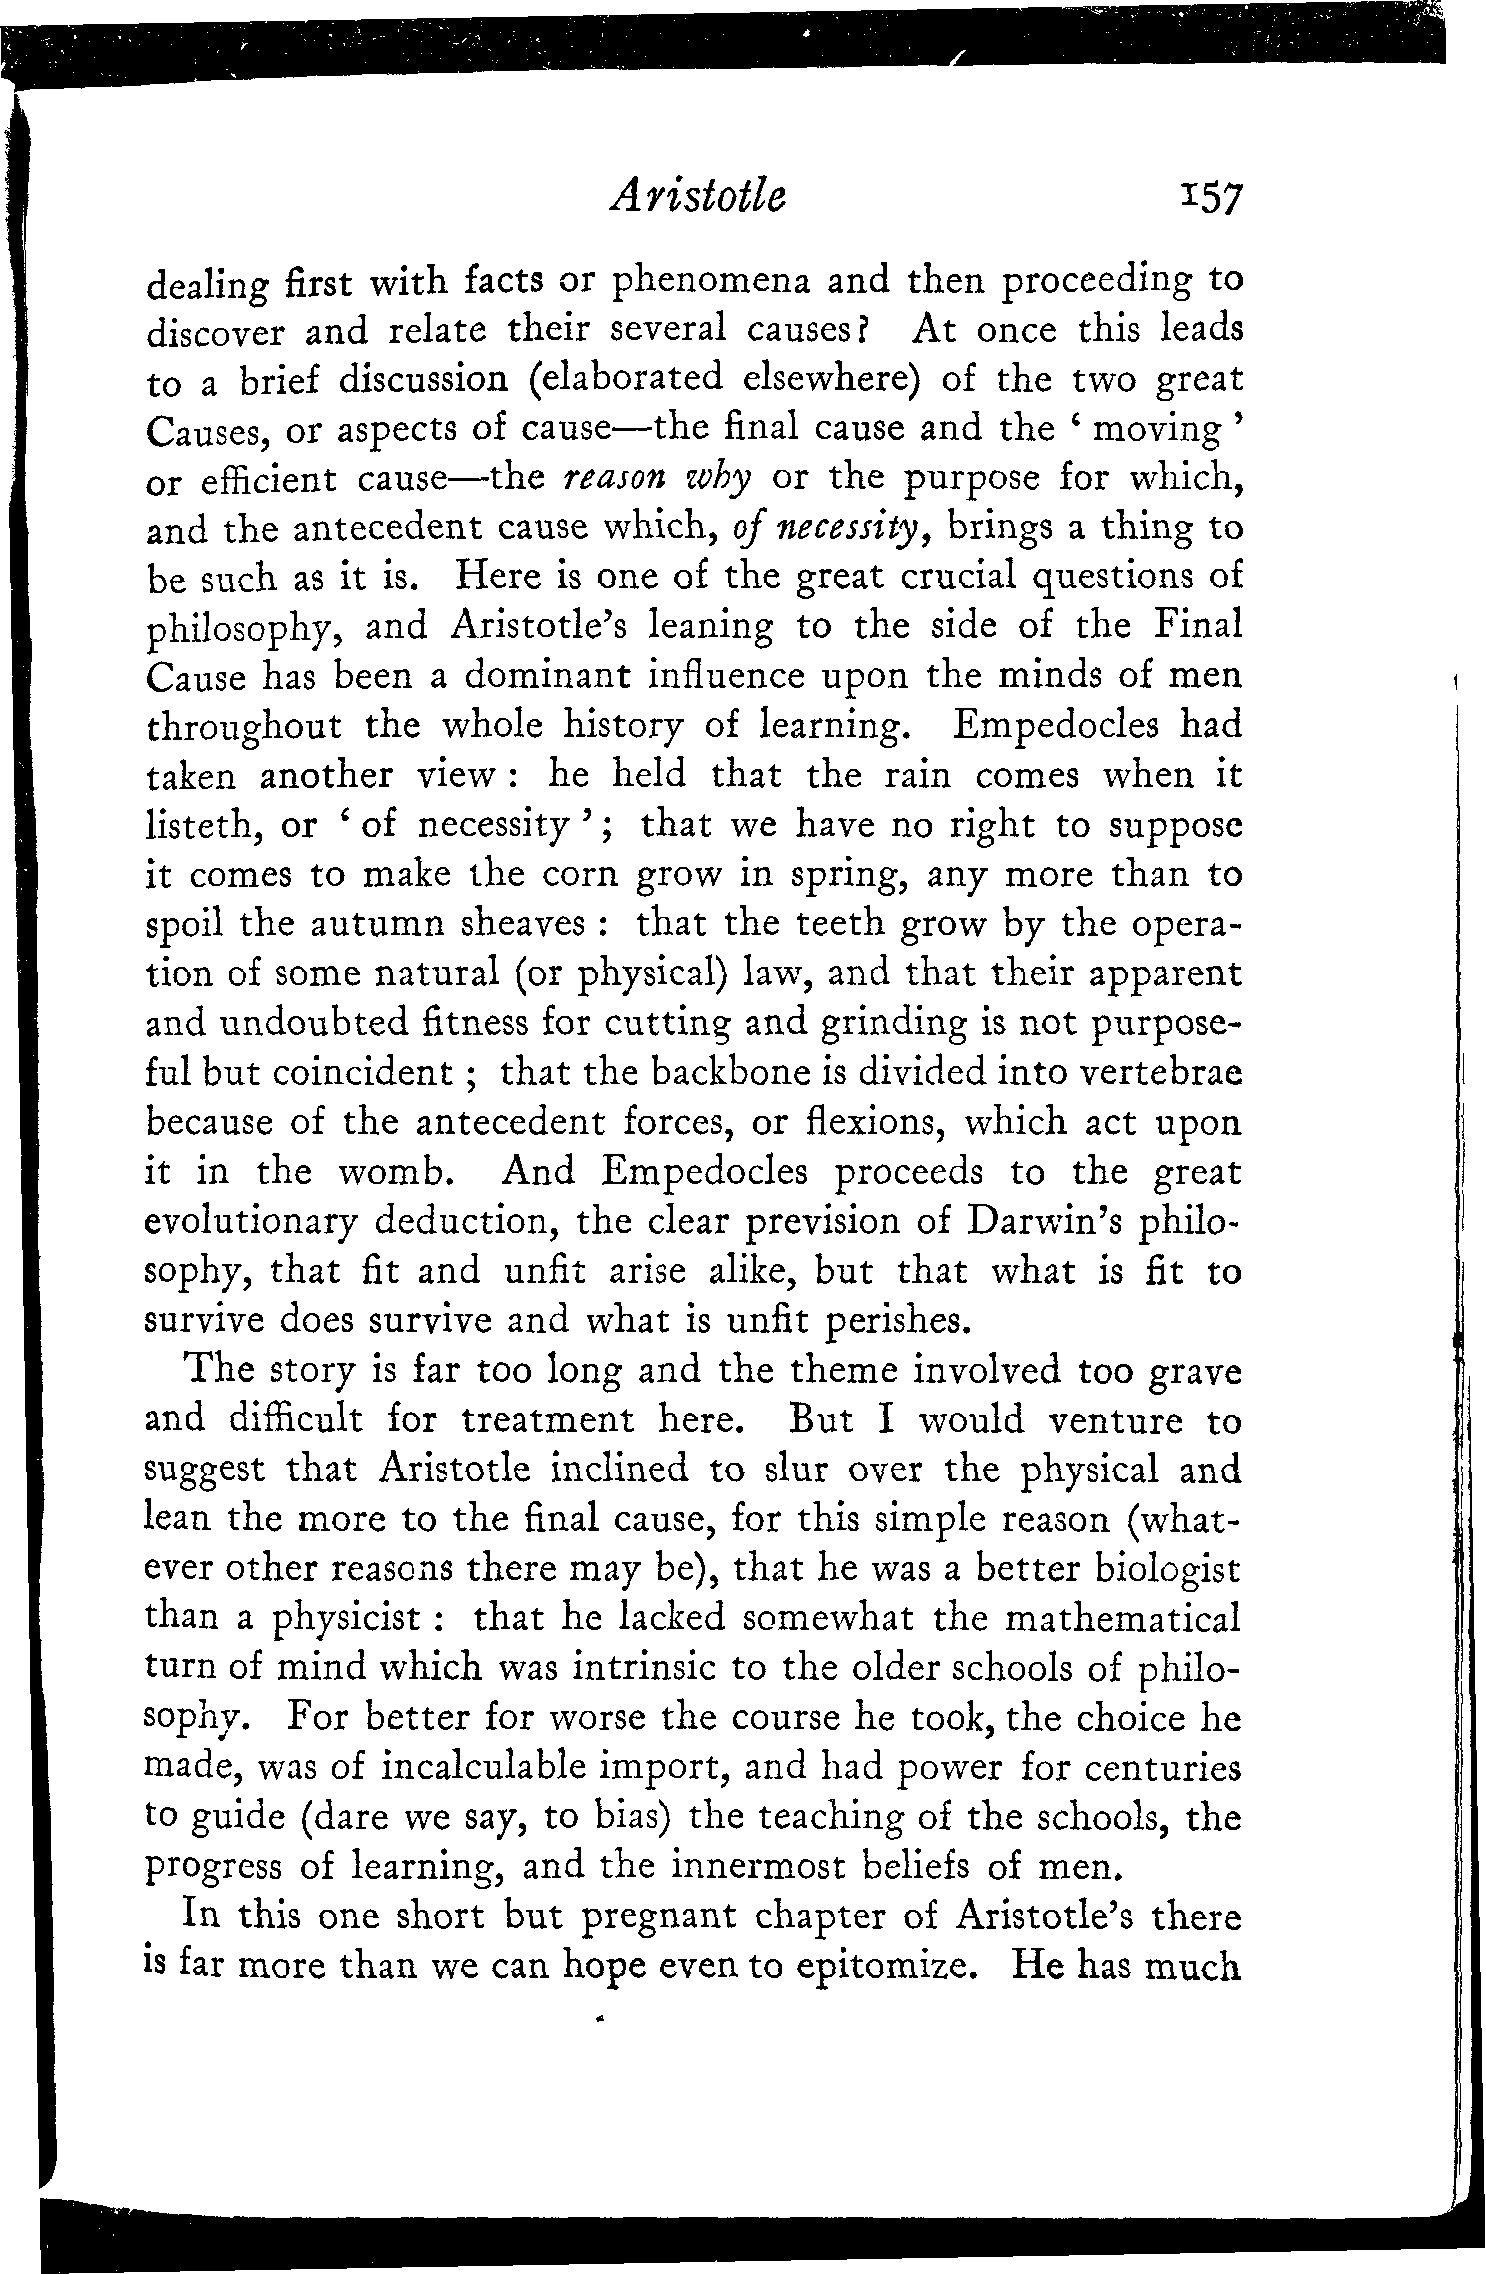 Aristotle 157
dealing first with facts or phenomena and then proceeding to
discover and relate their several causes? At once this leads
to a brief discussion (elaborated elsewhere) of the two great
Causes, or aspects of cause—the final cause and the ‘ moving ’
or efficient cause—the reason why or the purpose for which,
and the antecedent cause which, of necessity, brings a thing to
be such as it is. Here is one of the great crucial questions of
philosophy, and Aristotle’s leaning to the side of the Final
Cause has been a dominant influence upon the minds of men
throughout the whole history of learning. Empedocles had
taken another view : he held that the rain comes when it
listeth, or ‘ of necessity ’ ; that we have no right to suppose
it comes to make the corn grow in spring, any more than to
spoil the autumn sheaves : that the teeth grow by the opera-
tion of some natural (or physical) law, and that their apparent
and undoubted fitness for cutting and grinding is not purpose-
ful but coincident ; that the backbone is divided into vertebrae
because of the antecedent forces, or flexions, which act upon
it in the womb. And Empedocles proceeds to the great
evolutionary deduction, the clear prevision of Darwin’s philo-
sophy, that fit and unfit arise alike, but that what is fit to
survive does survive and what is unfit perishes.
The story is far too long and the theme involved too grave
and difficult for treatment here. But I would venture to
suggest that Aristotle inclined to slur over the physical and
lean the more to the final cause, for this simple reason (what-
ever other reasons there may be), that he was a better biologist
than a physicist : that he lacked somewhat the mathematical
turn of mind which was intrinsic to the older schools of philo-
sophy. For better for worse the course he took, the choice he
made, was of incalculable import, and had power for centuries
to guide (dare we say, to bias) the teaching of the schools, the
progress of learning, and the innermost beliefs of men.
In this one short but pregnant chapter of Aristotle’s there
is far more than we can hope even to epitomize. He has much